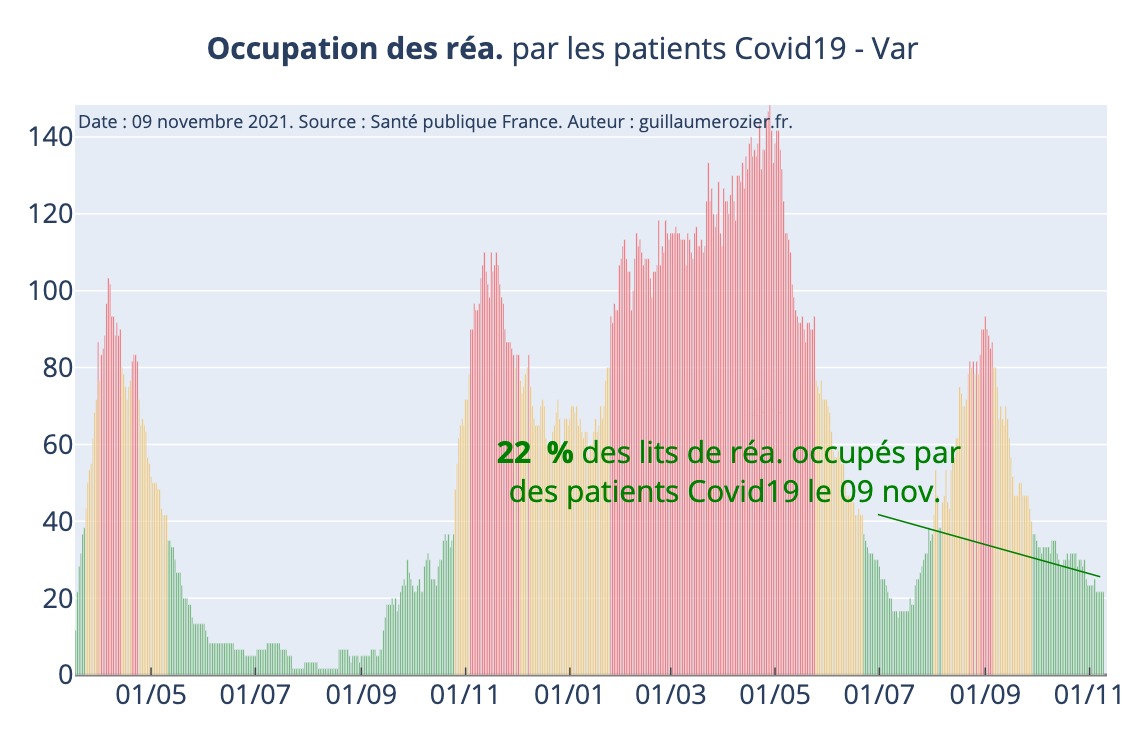 Occupation des réa. par les patients Covid19 - Var
Date : 09 novembre 2021. Source : Santé publique France. Auteur : guillaumerozier.fr.
140
120
100
80
60
40
20
0
22 % des lits de réa. occupés par
des patients Covid19 le 09 nov.
01/05 01/07 01/09 01/11 01/01 01/03 01/05 01/07 01/09 01/11